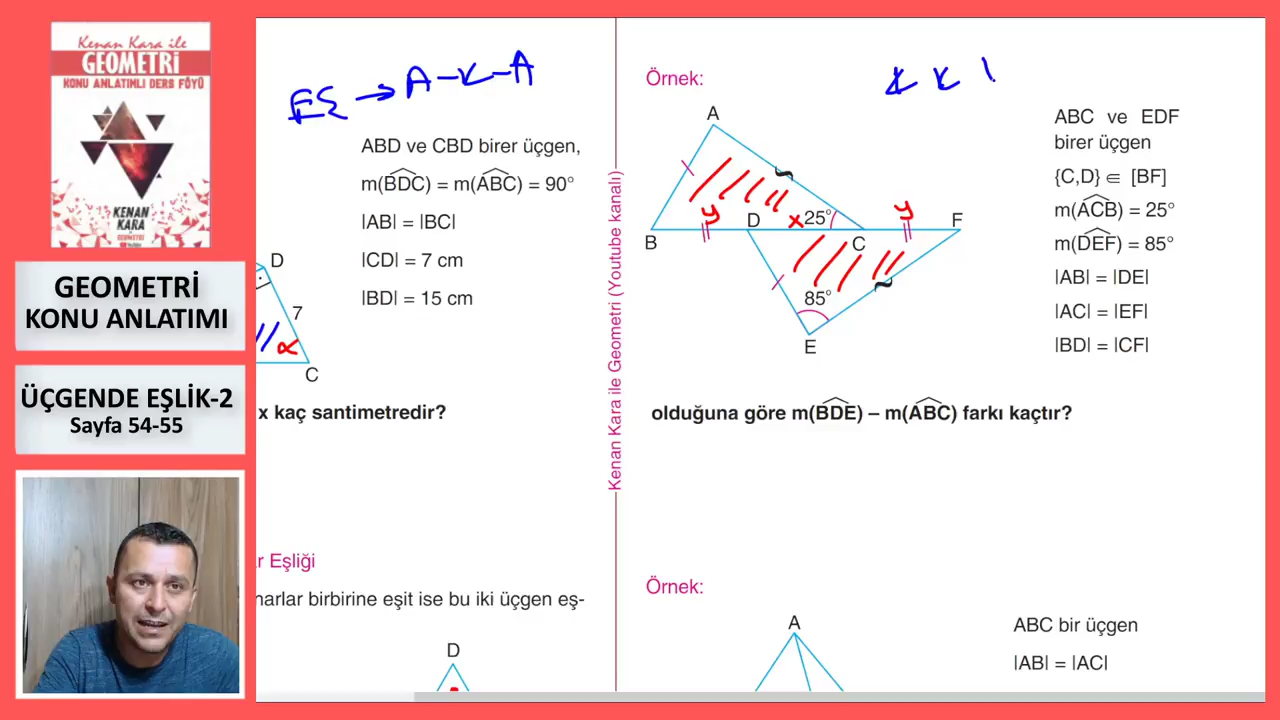 Kenan Kara ile
GEOMETRİ
KONU ANLATIMLI DERS FÖYÜ
KENAN
KARA
GEOMETRİ
GEOMETRİ
KONU ANLATIMI
ÜÇGENDE EŞLİK-2
Sayfa 54-55
EŞ → A-K-A
ABD ve CBD birer üçgen,
m(BDC) = m(ABC) = 90°
|AB| = |BC|
|CD| = 7 cm
|BD| = 15 cm
D
7
α
C
x kaç santimetredir?
ar Eşliği
narlar birbirine eşit ise bu iki üçgen eş-
D
Kenan Kara ile Geometri (Youtube kanalı)
Örnek:
K K
A
y
D
x
25°
y
F
B
C
85°
E
ABC ve EDF
birer üçgen
{C,D} ∈ [BF]
m(ACB) = 25°
m(DEF) = 85°
|AB| = |DE|
|AC| = |EF|
|BD| = |CF|
olduğuna göre m(BDE) – m(ABC) farkı kaçtır?
Örnek:
A
ABC bir üçgen
|AB| = |AC|